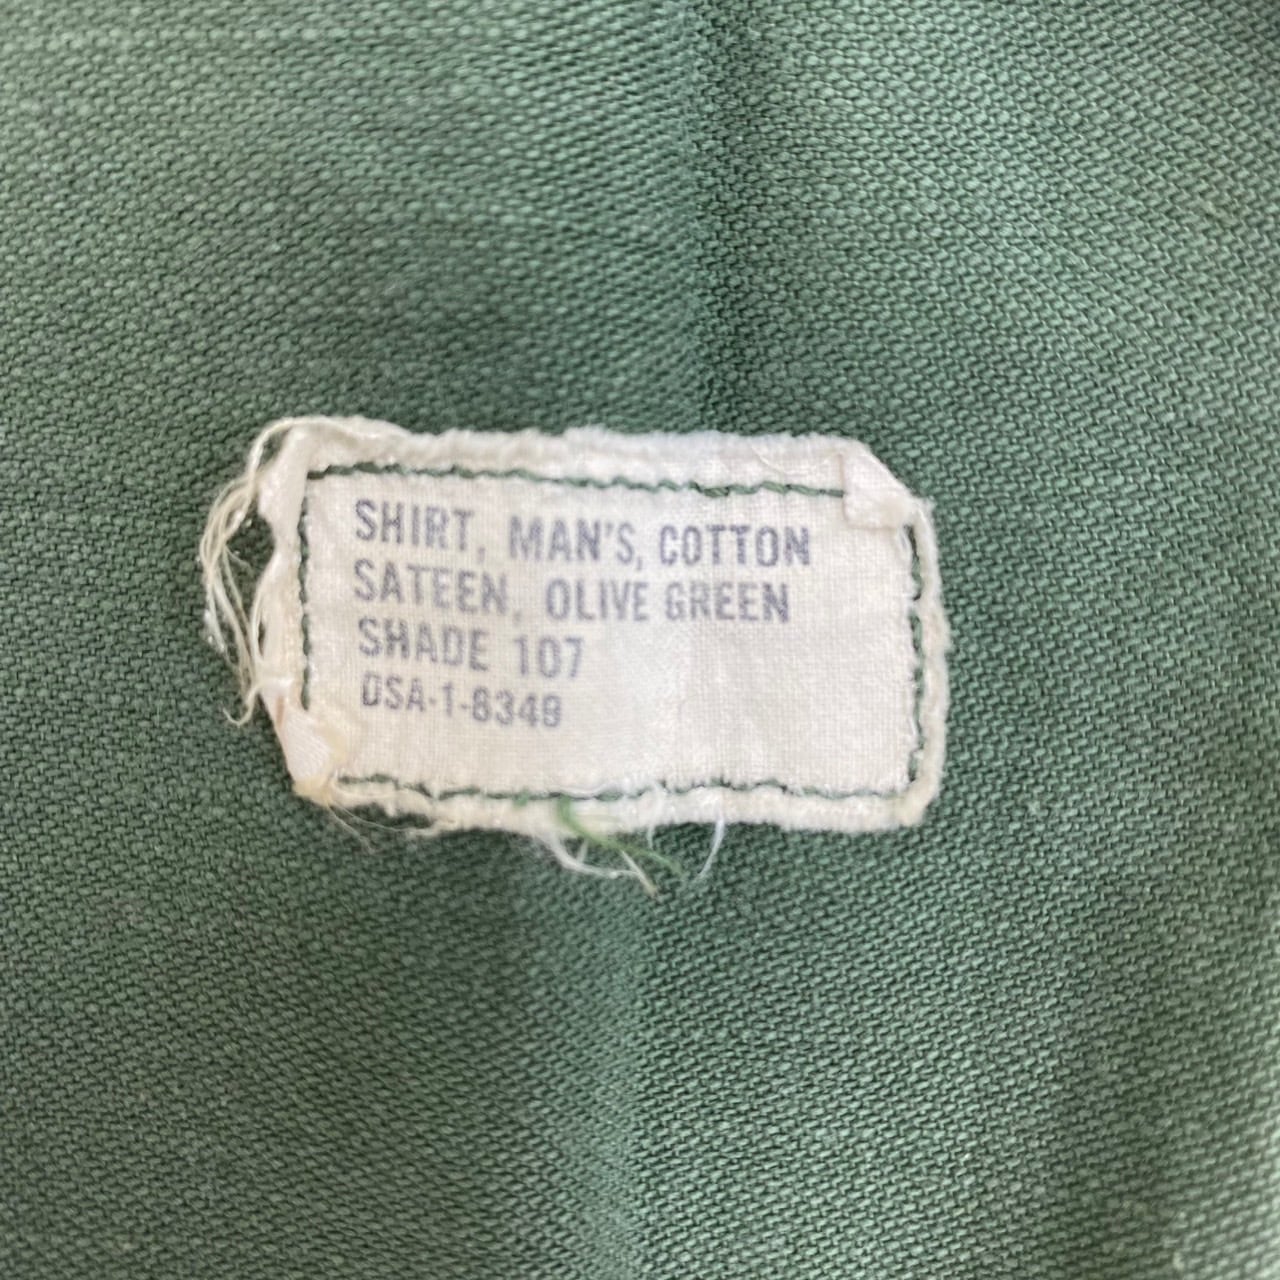 SHIRT, MAN'S, COTTON
SATEEN, OLIVE GREEN
SHADE 107
DSA-1-8349